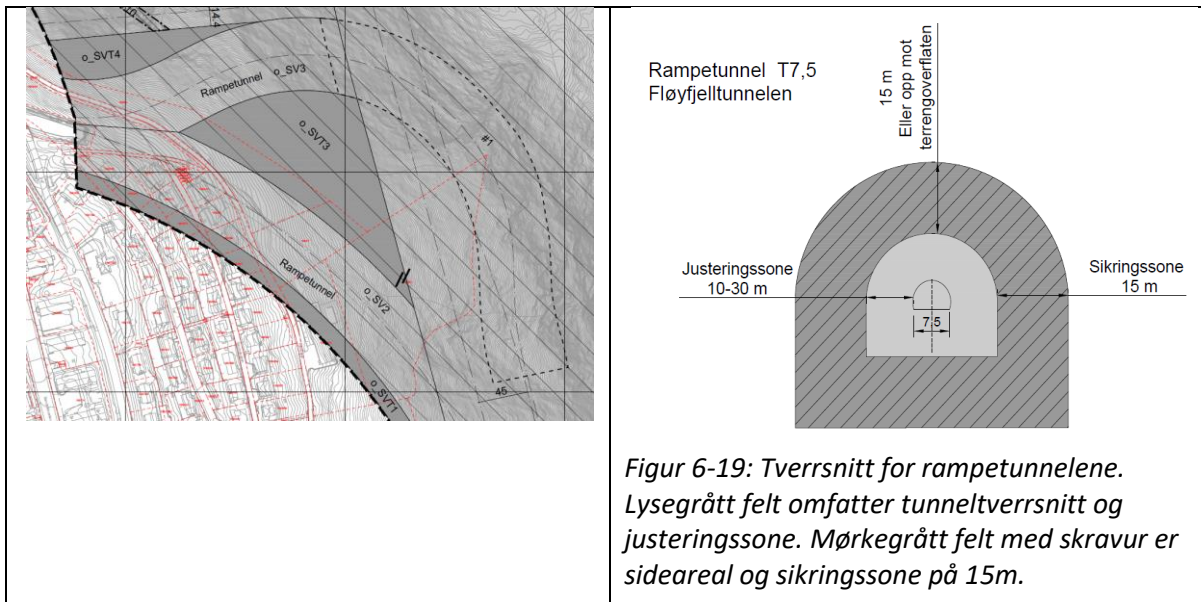 14.4
o_SVT4
Rampetunnel o_SV3
o_SVT3
#1
Rampetunnel
o_SV2
o_SVT1
45
Rampetunnel T7,5
Fløyfjelltunnelen
15 m
Eller opp mot
terrengoverflaten
Justeringssone
10-30 m
Sikringssone
15 m
7,5
Figur 6-19: Tverrsnitt for rampetunnelene.
Lysegrått felt omfatter tunneltverrsnitt og
justeringssone. Mørkegrått felt med skravur er
sideareal og sikringssone på 15m.